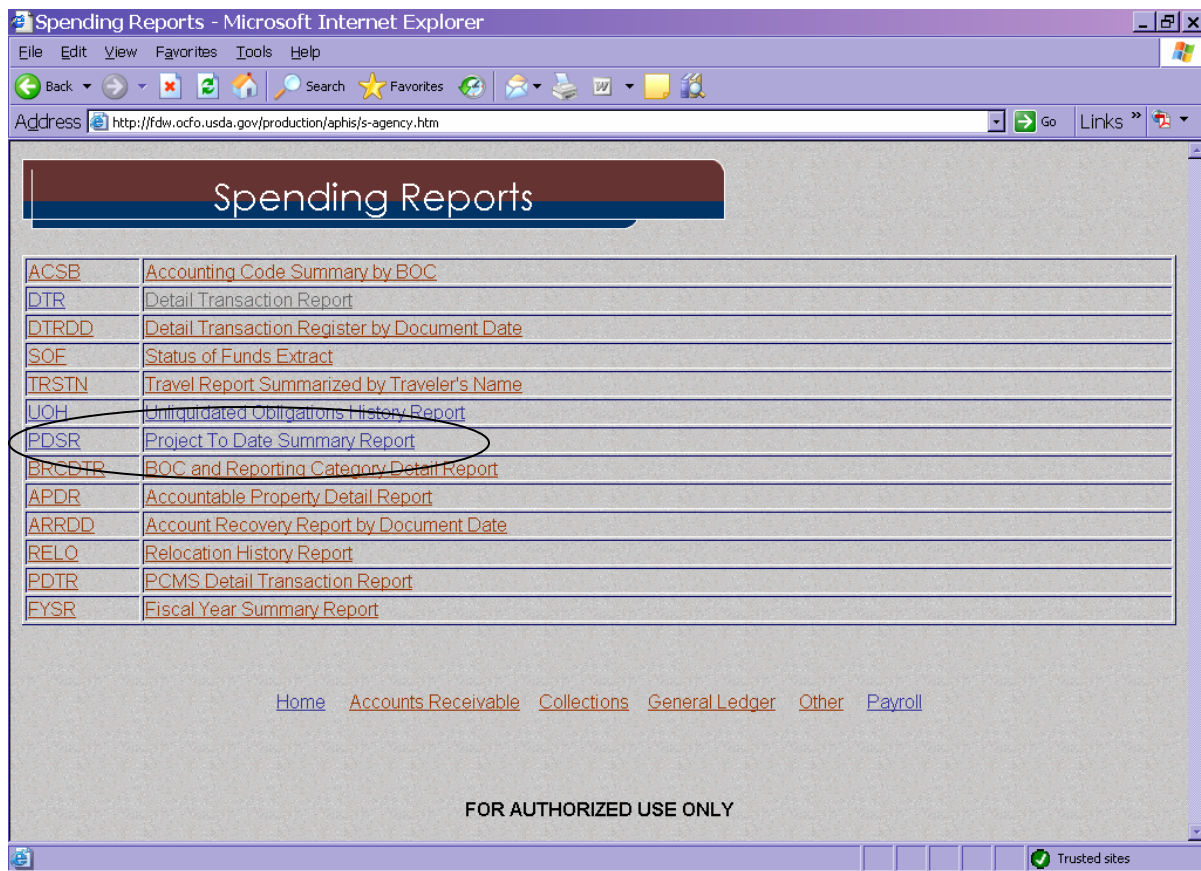 Spending Reports - Microsoft Internet Explorer
File Edit View Favorites Tools Help
Back Search Favorites
Address http://fdw.ocfo.usda.gov/production/aphis/s-agency.htm Go Links »
Spending Reports
ACSB Accounting Code Summary by BOC
DTR Detail Transaction Report
DTRDD Detail Transaction Register by Document Date
SOF Status of Funds Extract
TRSTN Travel Report Summarized by Traveler's Name
UOH Unliquidated Obligations History Report
PDSR Project To Date Summary Report
BRCDTR BOC and Reporting Category Detail Report
APDR Accountable Property Detail Report
ARRDD Account Recovery Report by Document Date
RELO Relocation History Report
PDTR PCMS Detail Transaction Report
FYSR Fiscal Year Summary Report
Home Accounts Receivable Collections General Ledger Other Payroll
FOR AUTHORIZED USE ONLY
Trusted sites